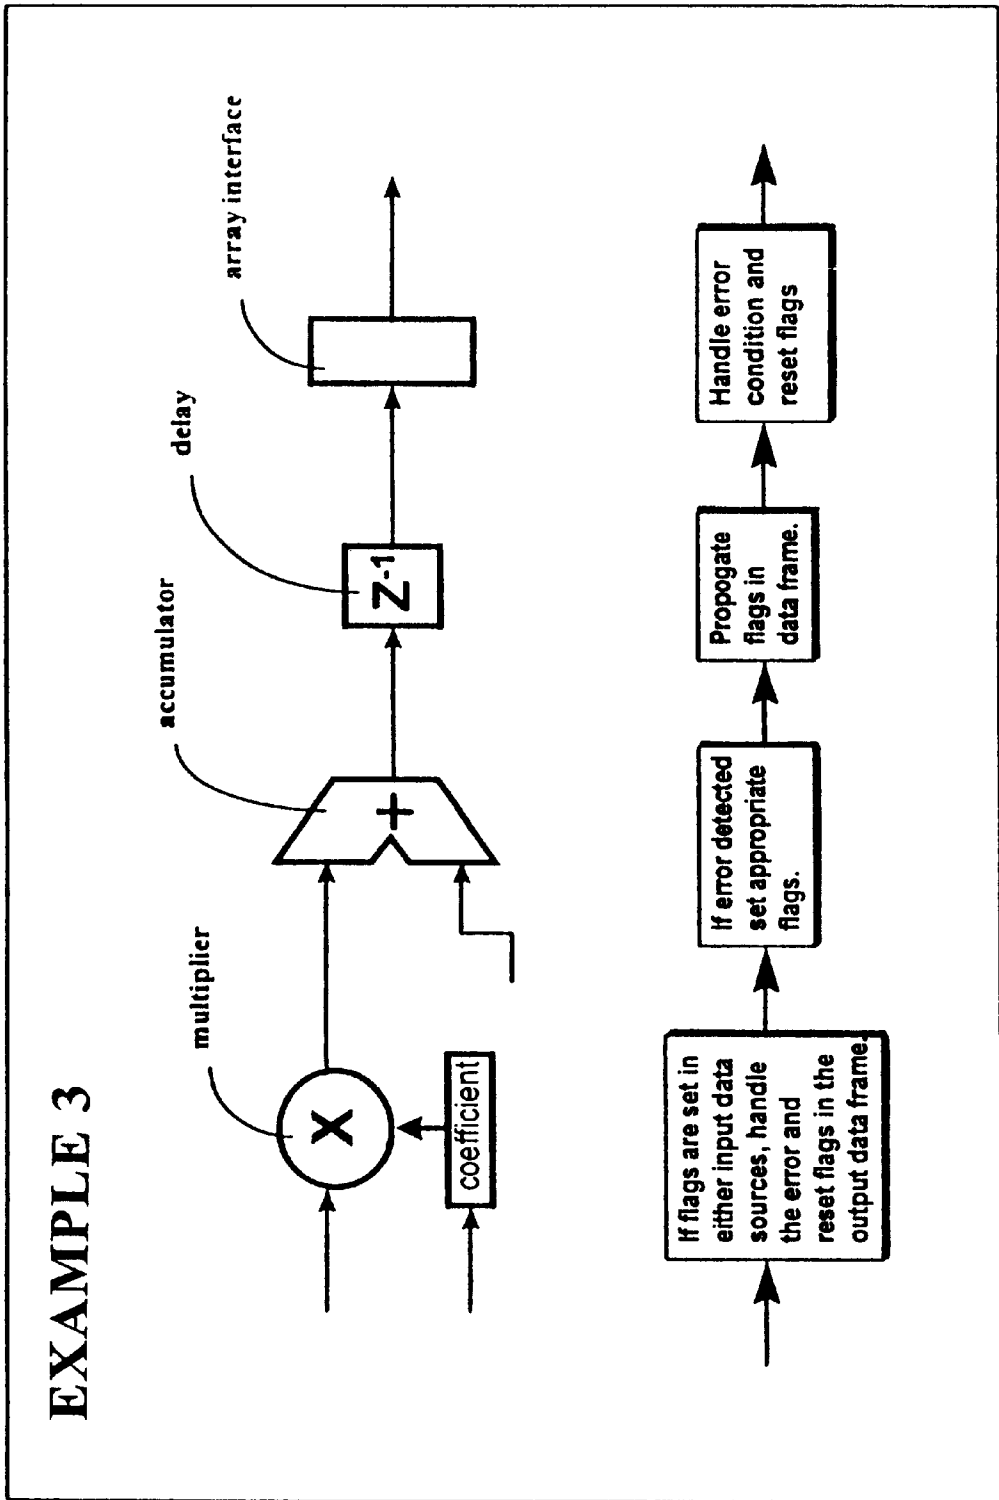 EXAMPLE 3
multiplier
accumulator
delay
array interface
X
+
Z-1
coefficient
If flags are set in
either input data
sources, handle
the error and
reset flags in the
output data frame.
If error detected
set appropriate
flags.
Propogate
flags in
data frame.
Handle error
condition and
reset flags